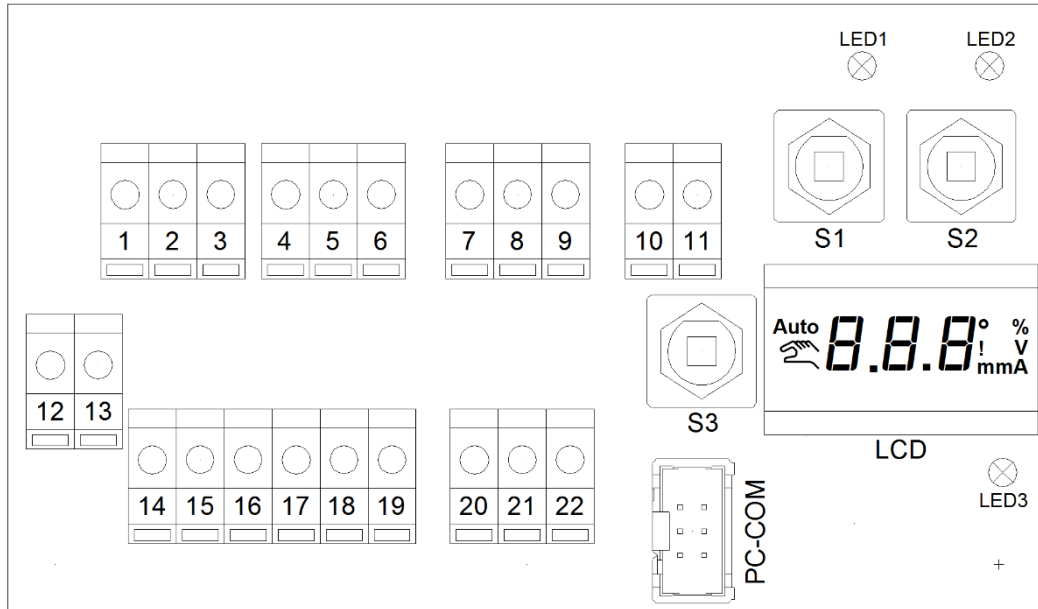 LED1 LED2
1 2 3 4 5 6 7 8 9 10 11
S1 S2
Auto 8.8.8 ° %
! V
mmA
12 13
S3
LCD
14 15 16 17 18 19 20 21 22
PC-COM
LED3